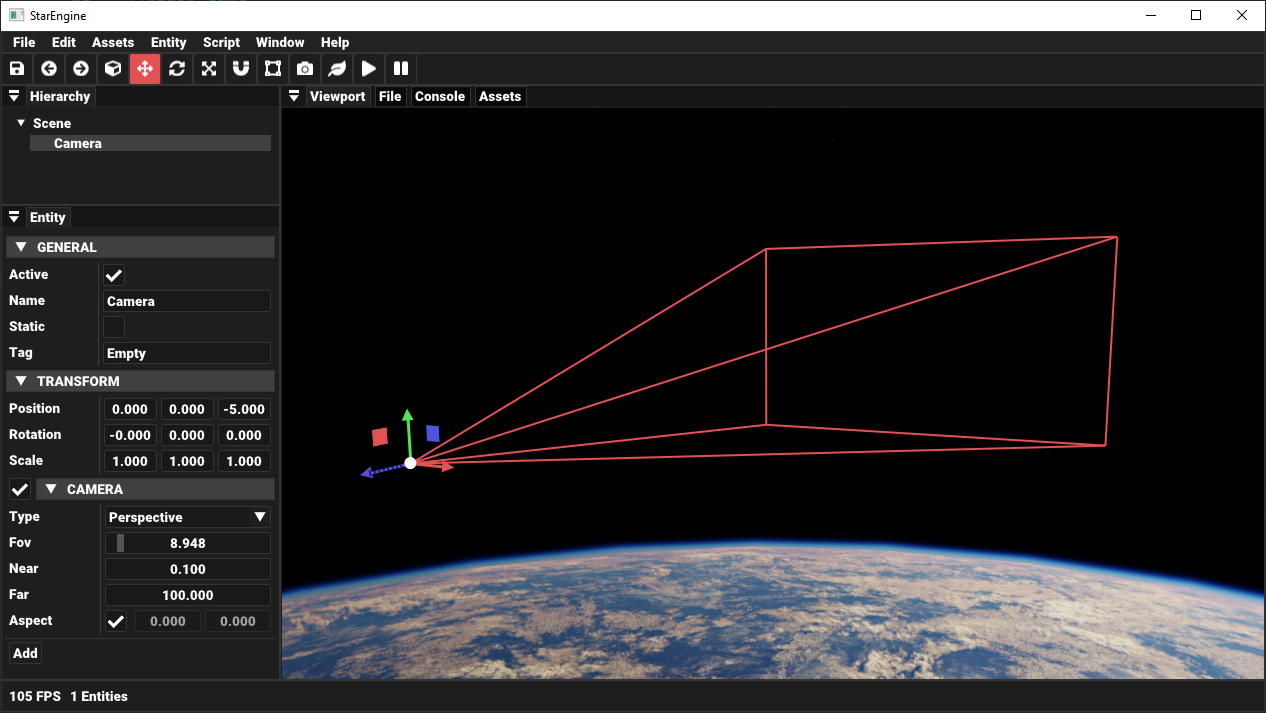 StarEngine
File Edit Assets Entity Script Window Help
Hierarchy
Scene
Camera
Entity
GENERAL
Active
Name Camera
Static
Tag Empty
TRANSFORM
Position 0.000 0.000 -5.000
Rotation -0.000 0.000 0.000
Scale 1.000 1.000 1.000
CAMERA
Type Perspective
Fov 8.948
Near 0.100
Far 100.000
Aspect 0.000 0.000
Add
Viewport File Console Assets
105 FPS 1 Entities